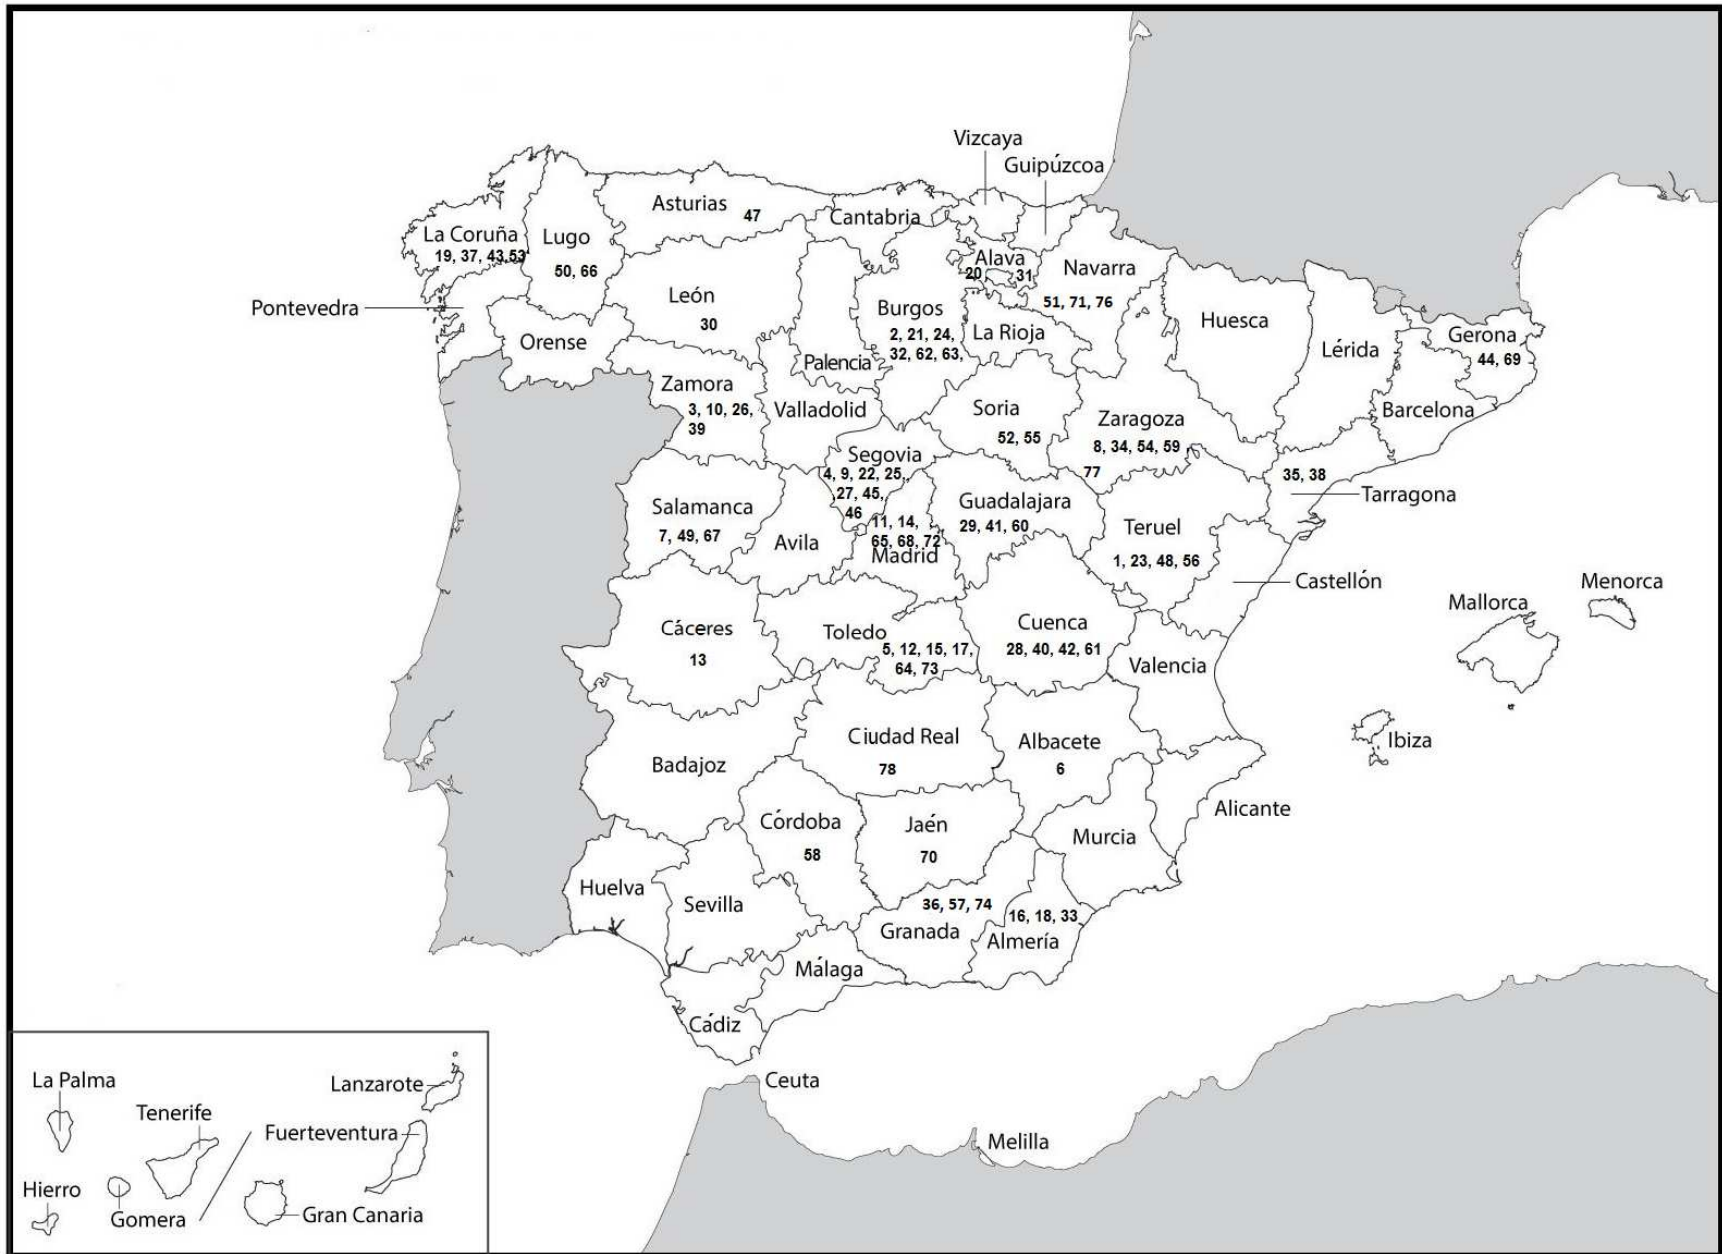 Vizcaya
Guipúzcoa
Asturias 47
Cantabria
La Coruña
19, 37, 43,53
Lugo
50, 66
Alava
20, 31
Navarra
51, 71, 76
Pontevedra
León
30
Burgos
2, 21, 24,
32, 62, 63,
La Rioja
Huesca
Lérida
Gerona
44, 69
Orense
Palencia
Zamora
3, 10, 26,
39
Valladolid
Soria
52, 55
Zaragoza
8, 34, 54, 59
77
Barcelona
Segovia
4, 9, 22, 25,
27, 45,
46
35, 38
Tarragona
Salamanca
7, 49, 67
Avila
11, 14,
65, 68, 72
Madrid
Guadalajara
29, 41, 60
Teruel
1, 23, 48, 56
Castellón
Menorca
Mallorca
Cáceres
13
Toledo
5, 12, 15, 17,
64, 73
Cuenca
28, 40, 42, 61
Valencia
Ibiza
Badajoz
Ciudad Real
78
Albacete
6
Alicante
Córdoba
58
Jaén
70
Murcia
Huelva
Sevilla
36, 57, 74
Granada
16, 18, 33
Almería
Málaga
Cádiz
Ceuta
Melilla
La Palma
Lanzarote
Tenerife
Fuerteventura
Hierro
Gomera
Gran Canaria